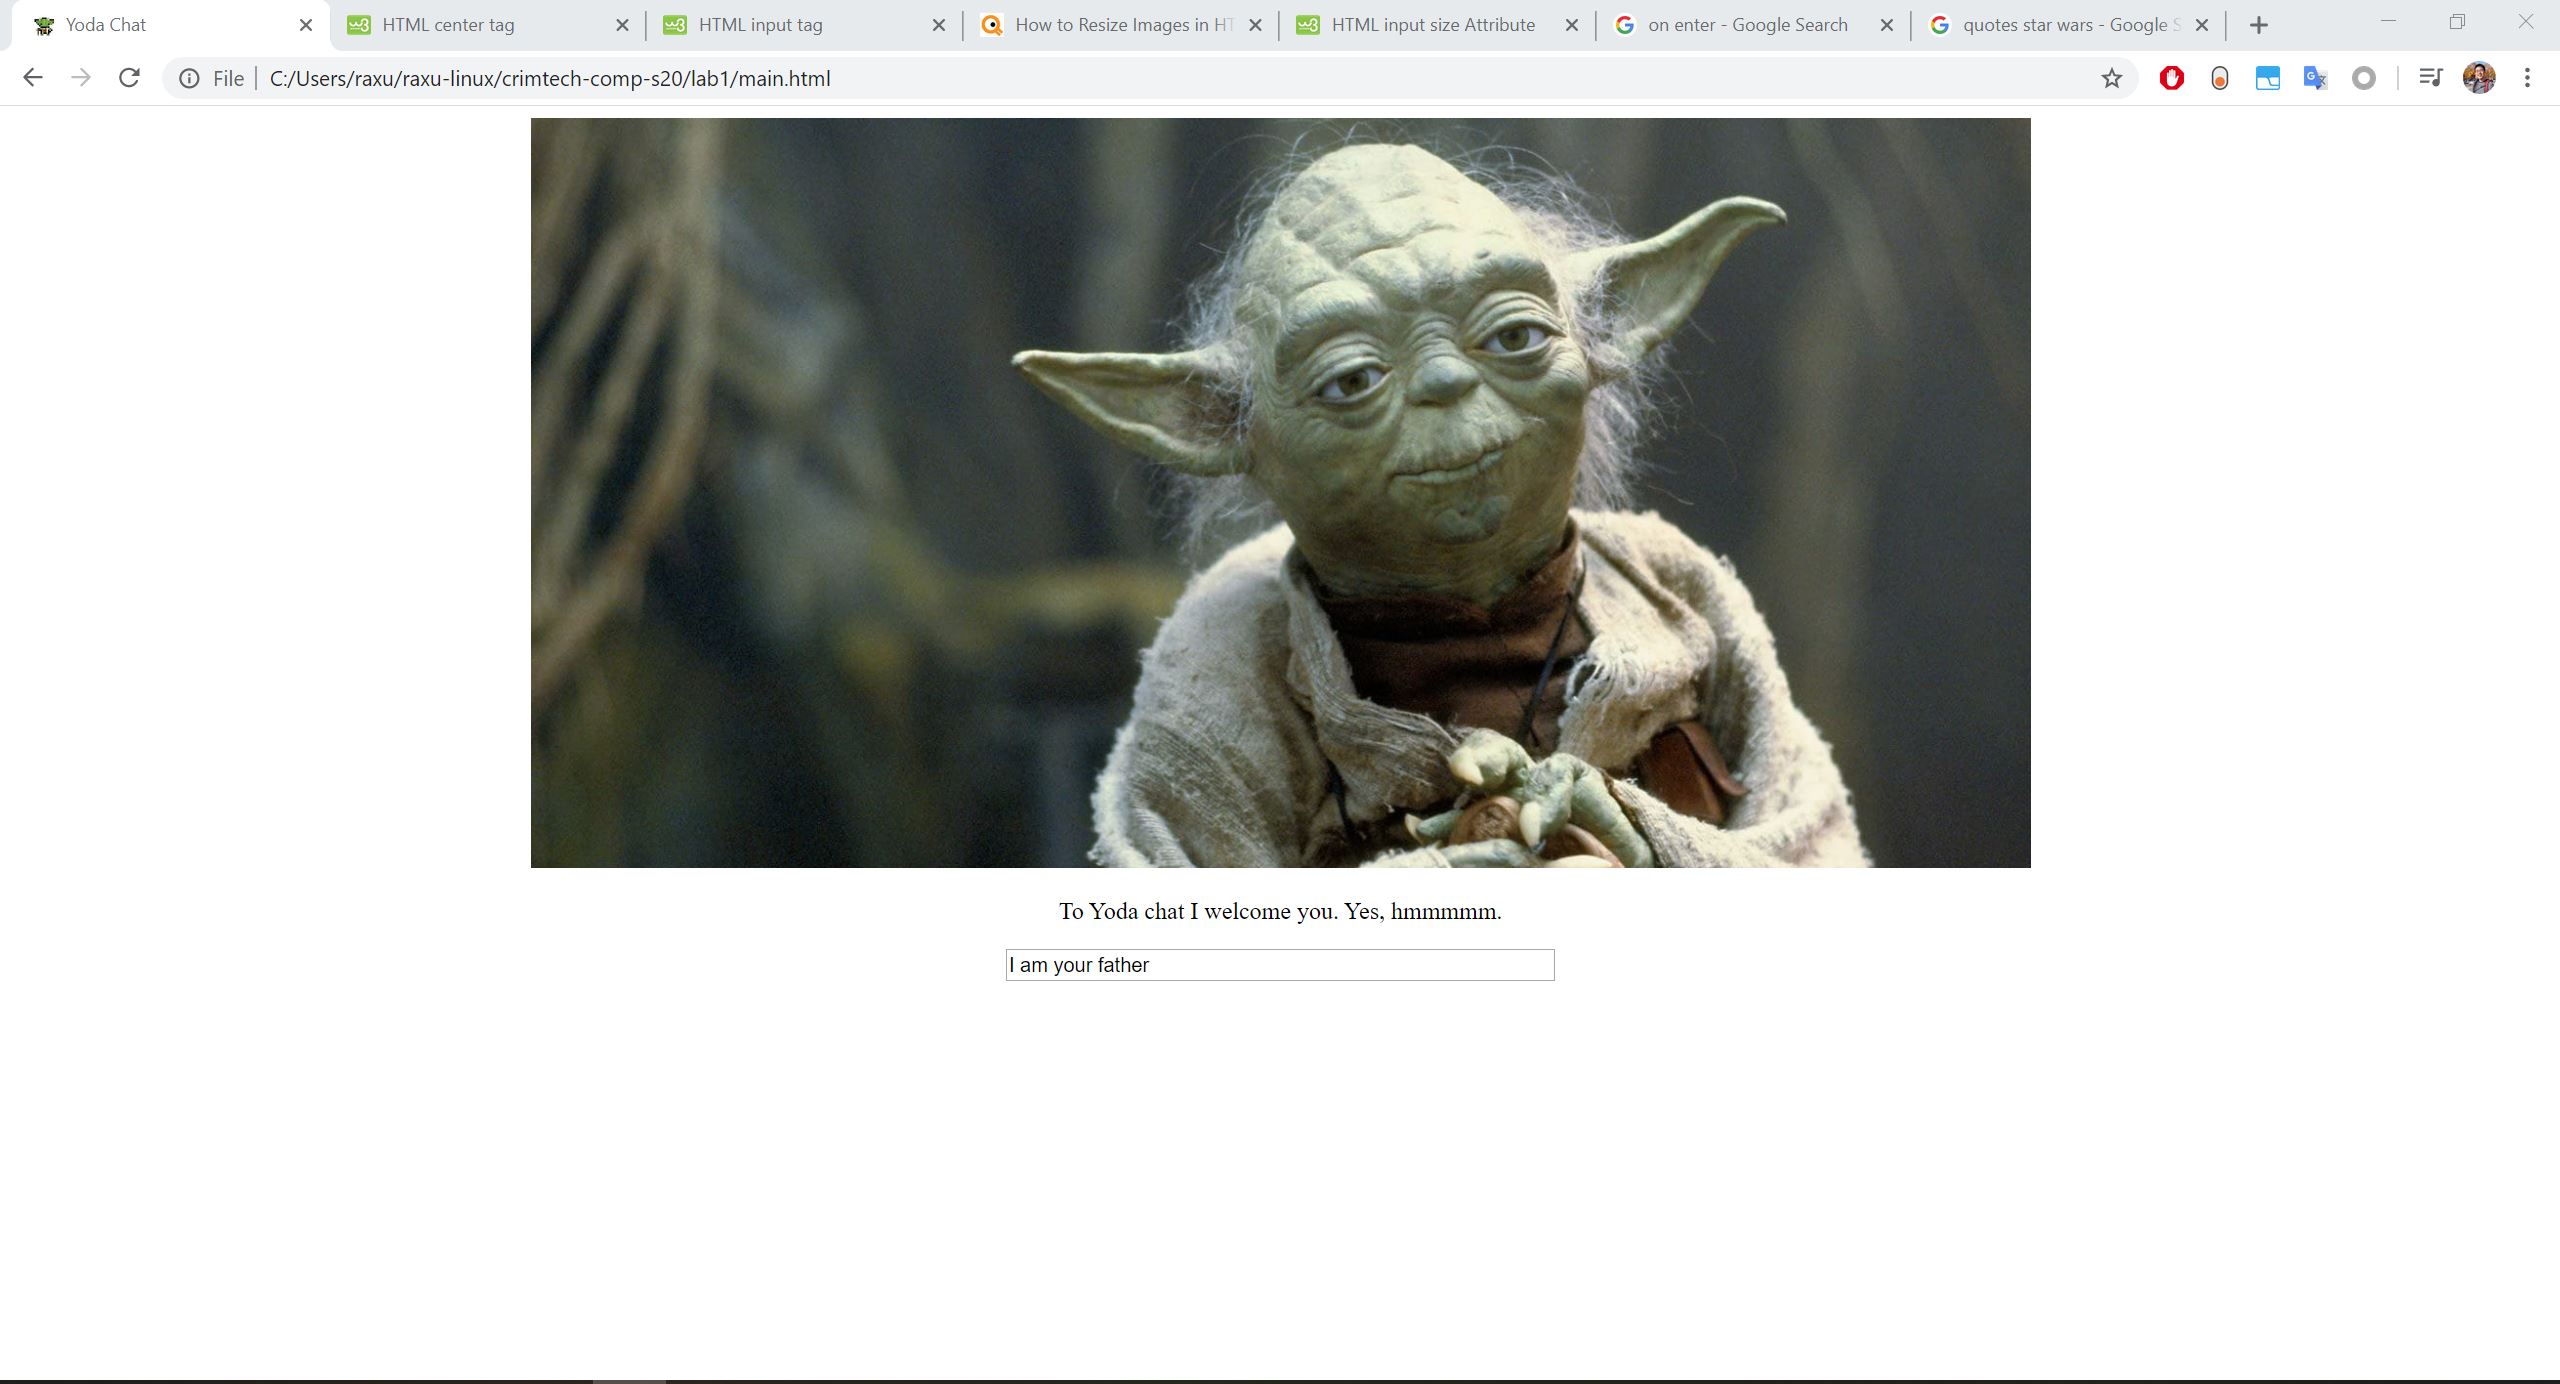 Yoda Chat
HTML center tag
HTML input tag
How to Resize Images in HT
HTML input size Attribute
on enter - Google Search
quotes star wars - Google S
File
C:/Users/raxu/raxu-linux/crimtech-comp-s20/lab1/main.html
To Yoda chat I welcome you. Yes, hmmmmm.
I am your father